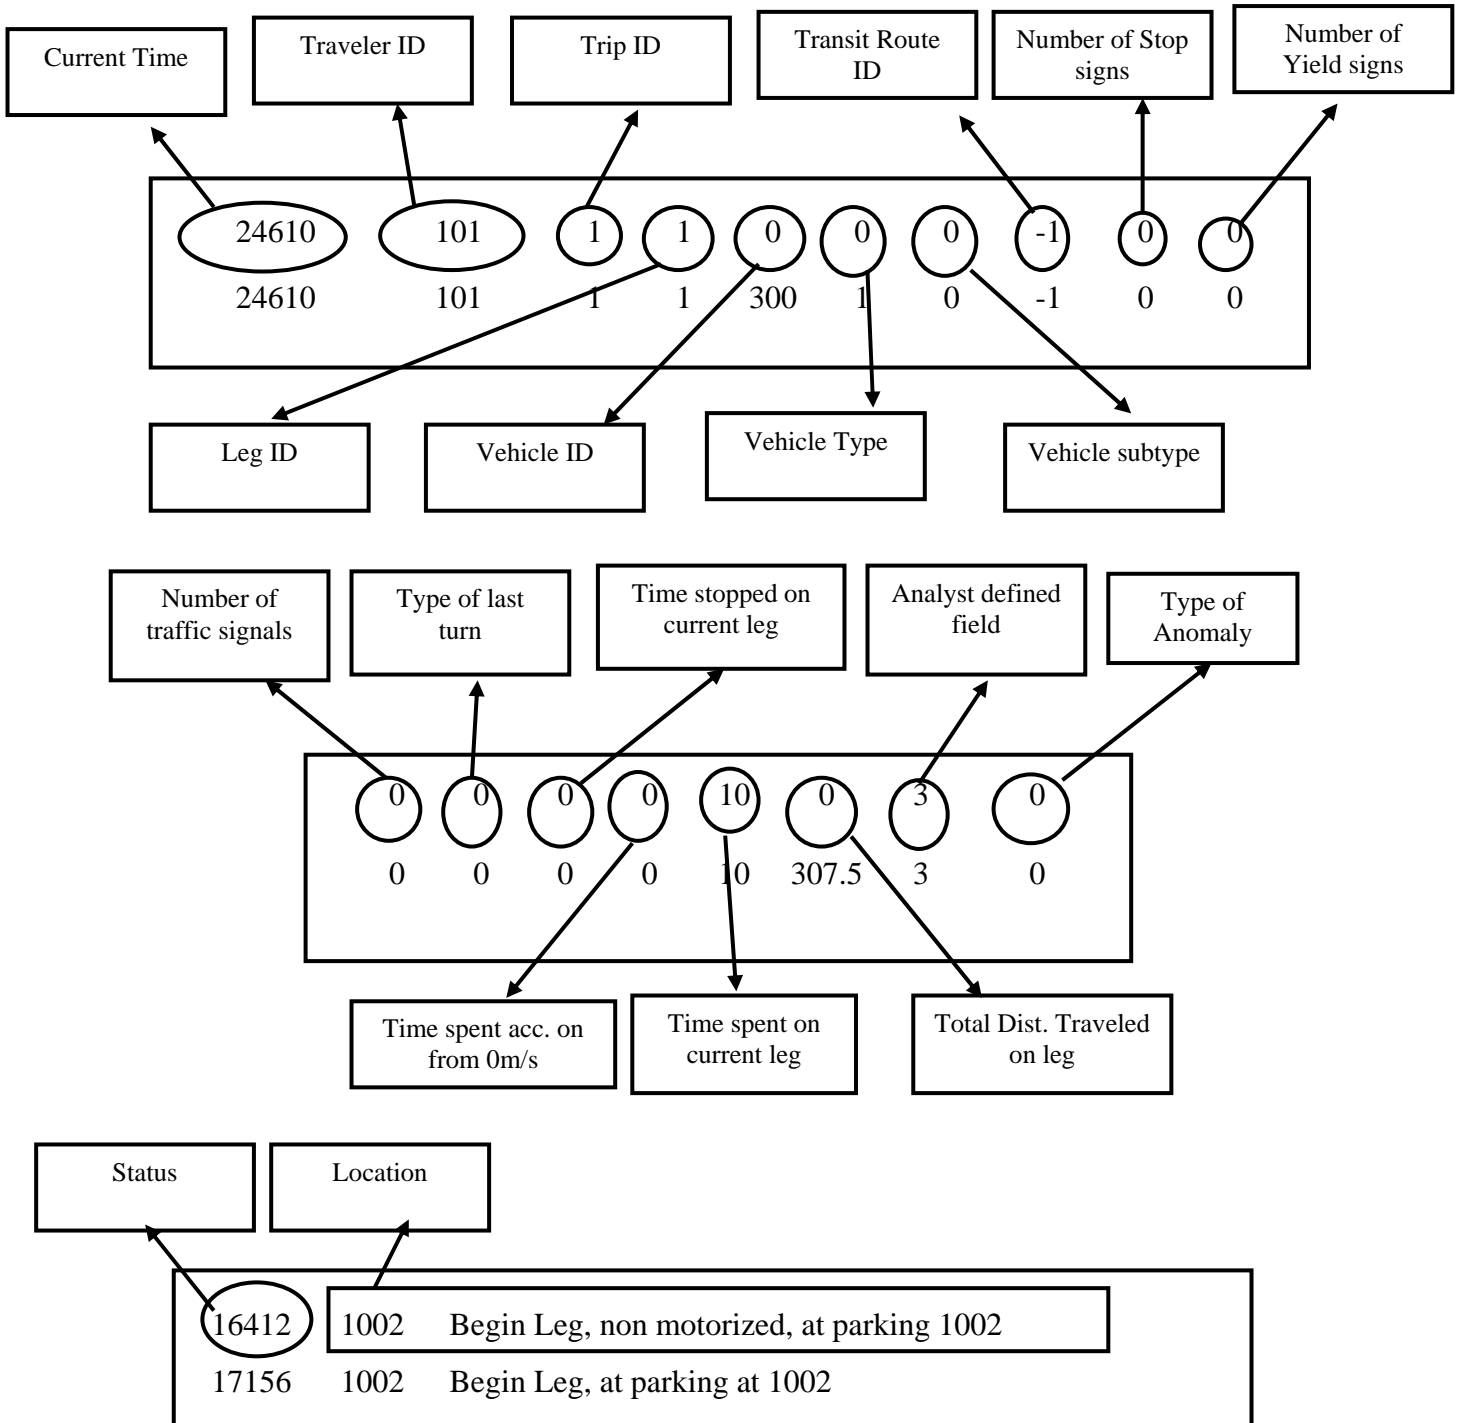 Current Time
Traveler ID
Trip ID
Transit Route
ID
Number of Stop
signs
Number of
Yield signs
24610 101 1 1 0 0 0 -1 0 0
24610 101 1 1 300 1 0 -1 0 0
Leg ID
Vehicle ID
Vehicle Type
Vehicle subtype
Number of
traffic signals
Type of last
turn
Time stopped on
current leg
Analyst defined
field
Type of
Anomaly
0 0 0 0 10 0 3 0
0 0 0 0 10 307.5 3 0
Time spent acc. on
from 0m/s
Time spent on
current leg
Total Dist. Traveled
on leg
Status
Location
16412 1002 Begin Leg, non motorized, at parking 1002
17156 1002 Begin Leg, at parking at 1002